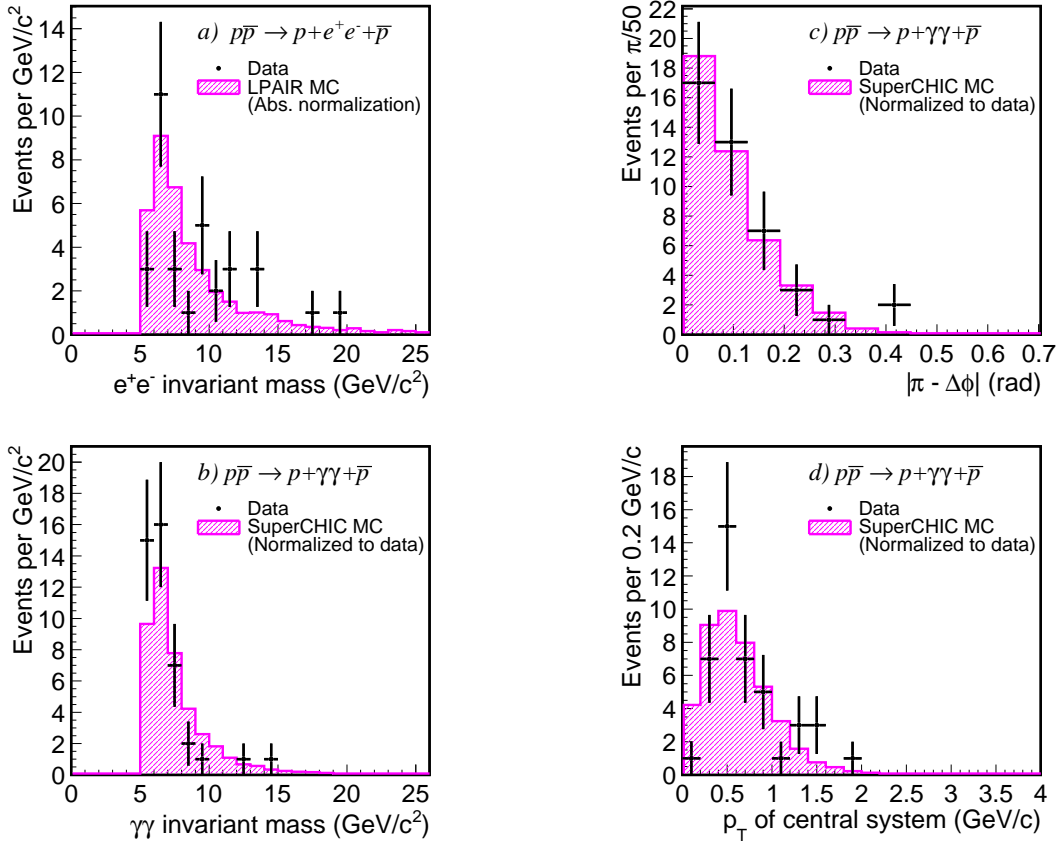 a) pp̅ → p+e⁺e⁻+p̅
Data
LPAIR MC
(Abs. normalization)
Events per GeV/c²
14
12
10
8
6
4
2
0
0 5 10 15 20 25
e⁺e⁻ invariant mass (GeV/c²)
c) pp̅ → p+γγ+p̅
Data
SuperCHIC MC
(Normalized to data)
Events per π/50
22
20
18
16
14
12
10
8
6
4
2
0
0 0.1 0.2 0.3 0.4 0.5 0.6 0.7
|π - Δϕ| (rad)
b) pp̅ → p+γγ+p̅
Data
SuperCHIC MC
(Normalized to data)
Events per GeV/c²
20
18
16
14
12
10
8
6
4
2
0
0 5 10 15 20 25
γγ invariant mass (GeV/c²)
d) pp̅ → p+γγ+p̅
Data
SuperCHIC MC
(Normalized to data)
Events per 0.2 GeV/c
18
16
14
12
10
8
6
4
2
0
0 0.5 1 1.5 2 2.5 3 3.5 4
p_T of central system (GeV/c)